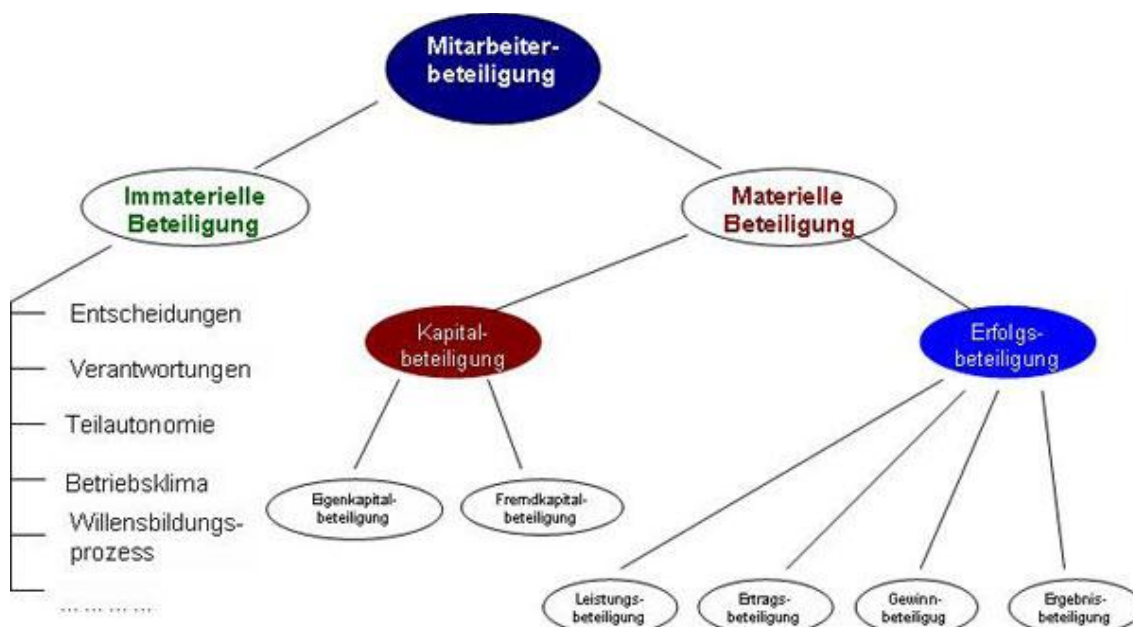 Mitarbeiter-
beteiligung
Immaterielle
Beteiligung
Materielle
Beteiligung
Entscheidungen
Verantwortungen
Teilautonomie
Betriebsklima
Willensbildungs-
prozess
... ... ... ...
Kapital-
beteiligung
Erfolgs-
beteiligung
Eigenkapital-
beteiligung
Fremdkapital-
beteiligung
Leistungs-
beteiligung
Ertrags-
beteiligung
Gewinn-
beteiligug
Ergebnis-
beteiligung